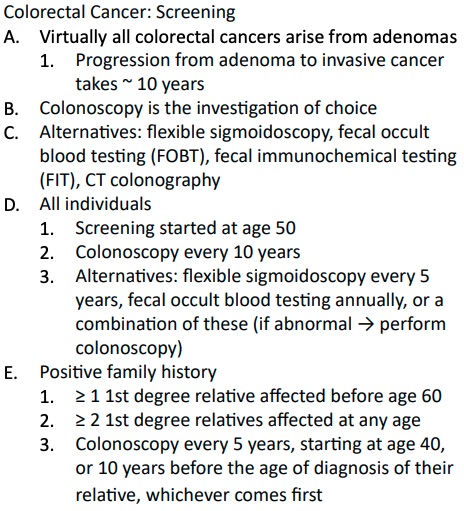 Colorectal Cancer: Screening
A. Virtually all colorectal cancers arise from adenomas
1. Progression from adenoma to invasive cancer
takes ~ 10 years
B. Colonoscopy is the investigation of choice
C. Alternatives: flexible sigmoidoscopy, fecal occult
blood testing (FOBT), fecal immunochemical testing
(FIT), CT colonography
D. All individuals
1. Screening started at age 50
2. Colonoscopy every 10 years
3. Alternatives: flexible sigmoidoscopy every 5
years, fecal occult blood testing annually, or a
combination of these (if abnormal → perform
colonoscopy)
E. Positive family history
1. ≥ 1 1st degree relative affected before age 60
2. ≥ 2 1st degree relatives affected at any age
3. Colonoscopy every 5 years, starting at age 40,
or 10 years before the age of diagnosis of their
relative, whichever comes first